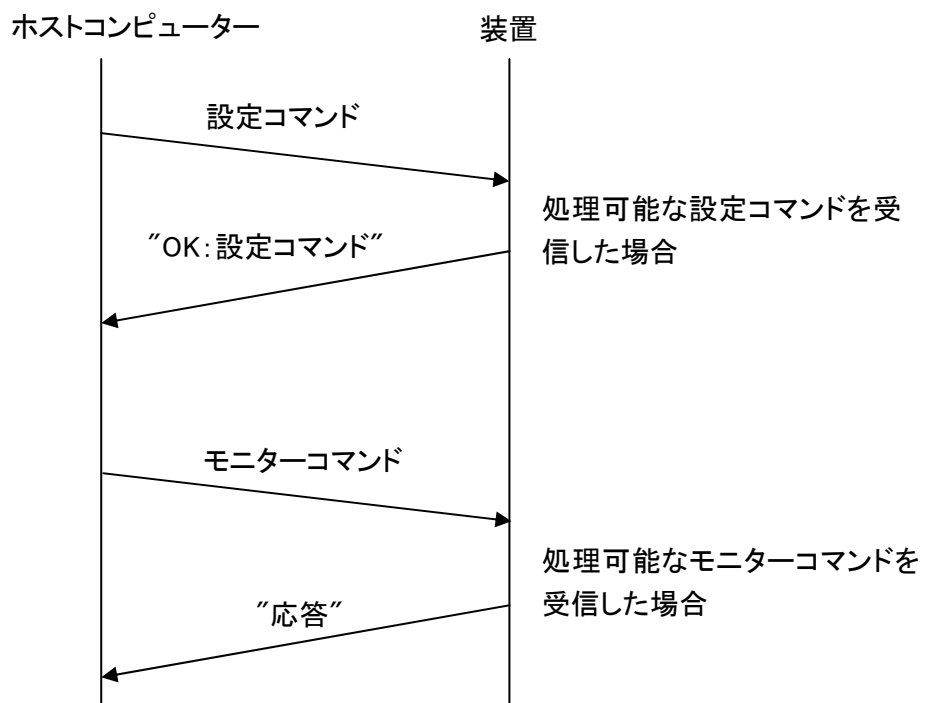 ホストコンピューター
装置
設定コマンド
処理可能な設定コマンドを受
信した場合
"OK：設定コマンド"
モニターコマンド
処理可能なモニターコマンドを
受信した場合
"応答"